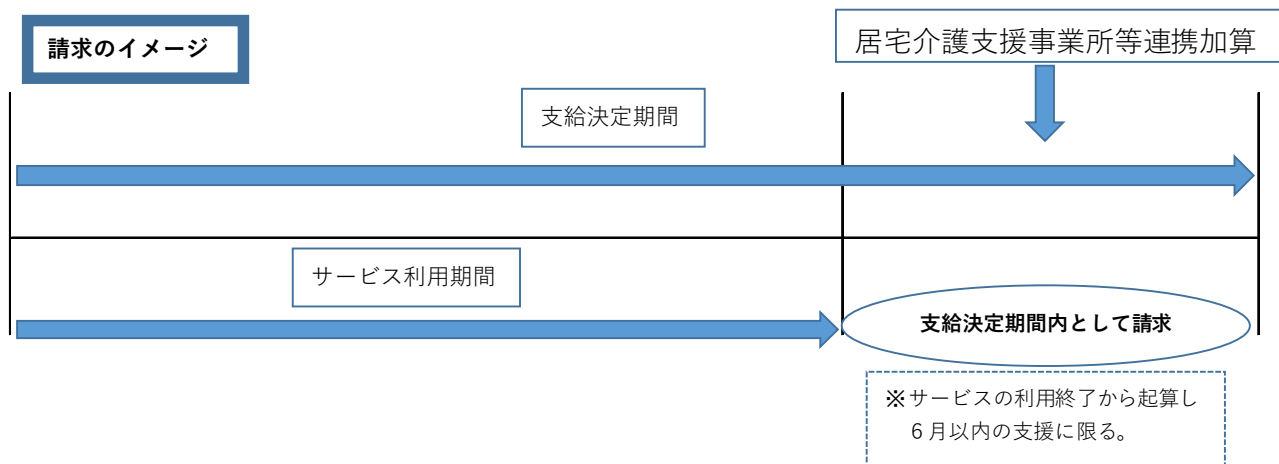 請求のイメージ
居宅介護支援事業所等連携加算
支給決定期間
サービス利用期間
支給決定期間内として請求
※サービスの利用終了から起算し
6月以内の支援に限る。